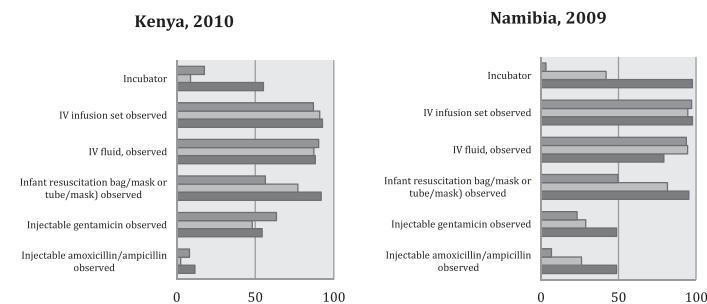 Kenya, 2010
Incubator
IV infusion set observed
IV fluid, observed
Infant resuscitation bag/mask or
tube/mask) observed
Injectable gentamicin observed
Injectable amoxicillin/ampicillin
observed
0 50 100
Namibia, 2009
Incubator
IV infusion set observed
IV fluid, observed
Infant resuscitation bag/mask or
tube/mask) observed
Injectable gentamicin observed
Injectable amoxicillin/ampicillin
observed
0 50 100